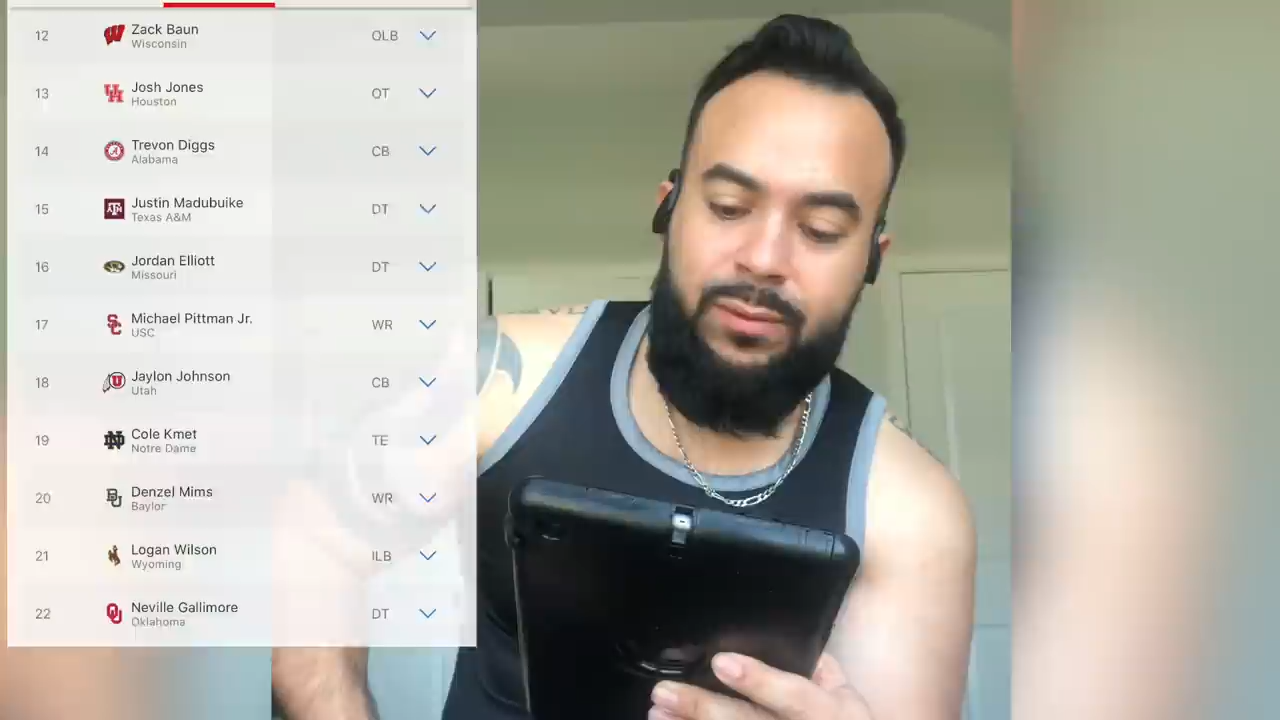 12 Zack Baun OLB
Wisconsin
13 Josh Jones OT
Houston
14 Trevon Diggs CB
Alabama
15 Justin Madubuike DT
Texas A&M
16 Jordan Elliott DT
Missouri
17 Michael Pittman Jr. WR
USC
18 Jaylon Johnson CB
Utah
19 Cole Kmet TE
Notre Dame
20 Denzel Mims WR
Baylor
21 Logan Wilson ILB
Wyoming
22 Neville Gallimore DT
Oklahoma